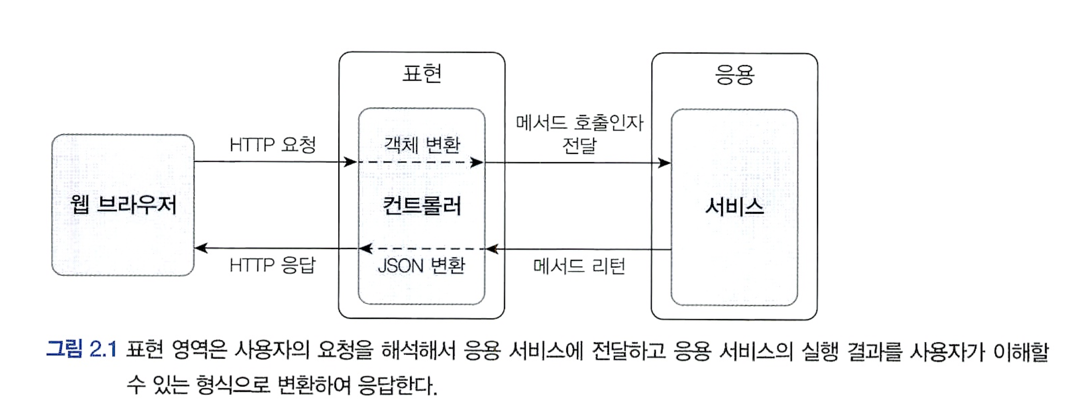 표현
응용
메서드 호출인자
전달
HTTP 요청
객체 변환
웹 브라우저
컨트롤러
서비스
HTTP 응답
JSON 변환
메서드 리턴
그림 2.1 표현 영역은 사용자의 요청을 해석해서 응용 서비스에 전달하고 응용 서비스의 실행 결과를 사용자가 이해할
수 있는 형식으로 변환하여 응답한다.